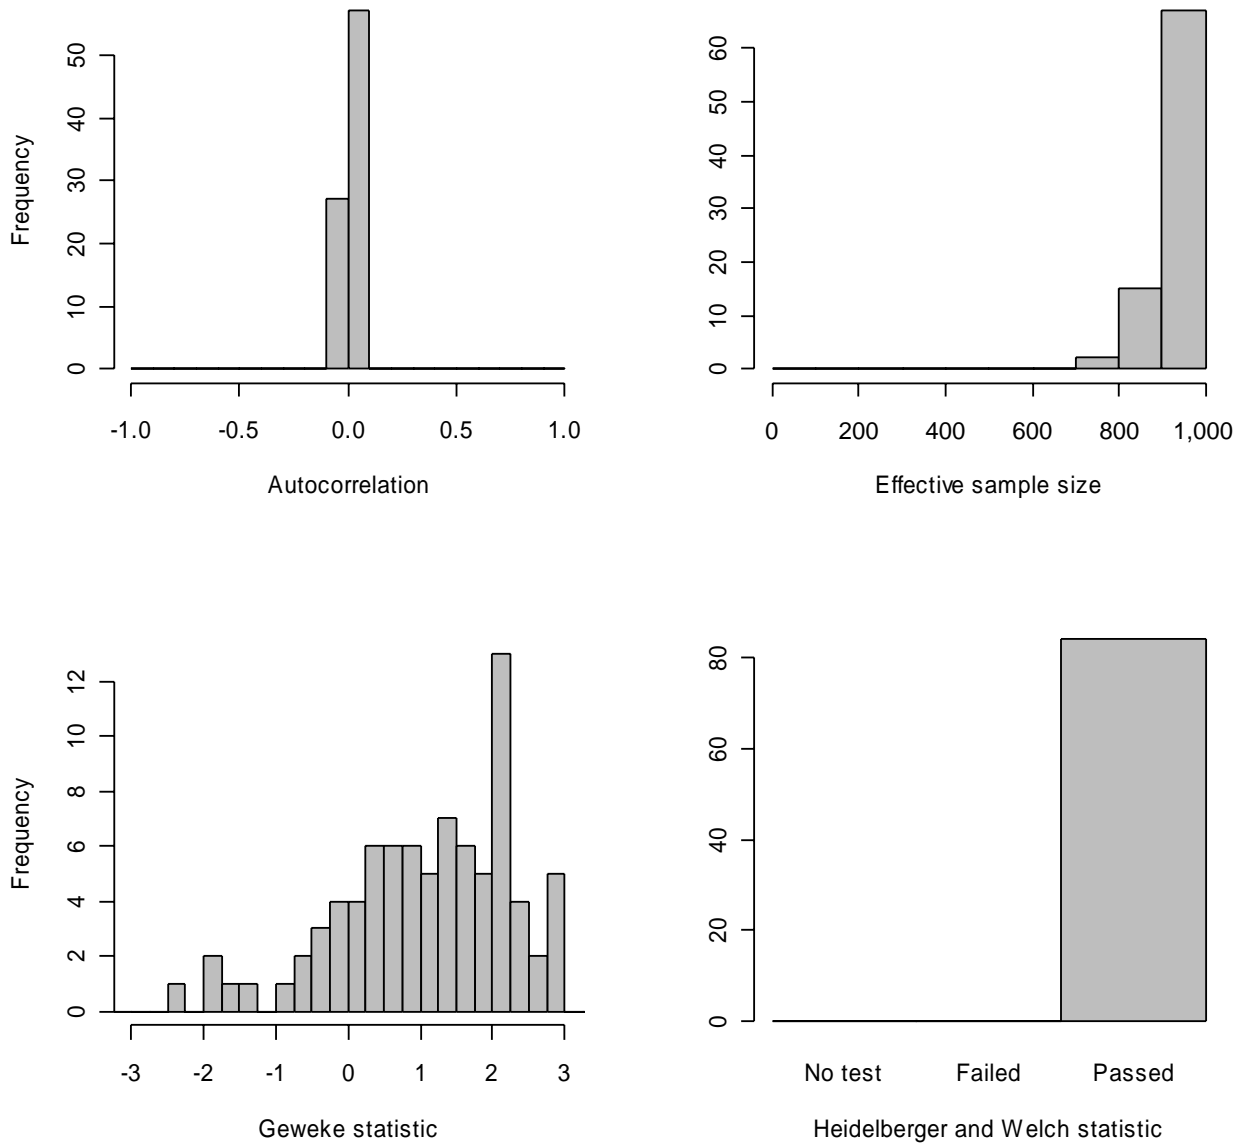 Frequency
50
40
30
20
10
0
-1.0 -0.5 0.0 0.5 1.0
Autocorrelation
60
50
40
30
20
10
0
0 200 400 600 800 1,000
Effective sample size
Frequency
12
10
8
6
4
2
0
-3 -2 -1 0 1 2 3
Geweke statistic
80
60
40
20
0
No test Failed Passed
Heidelberger and Welch statistic